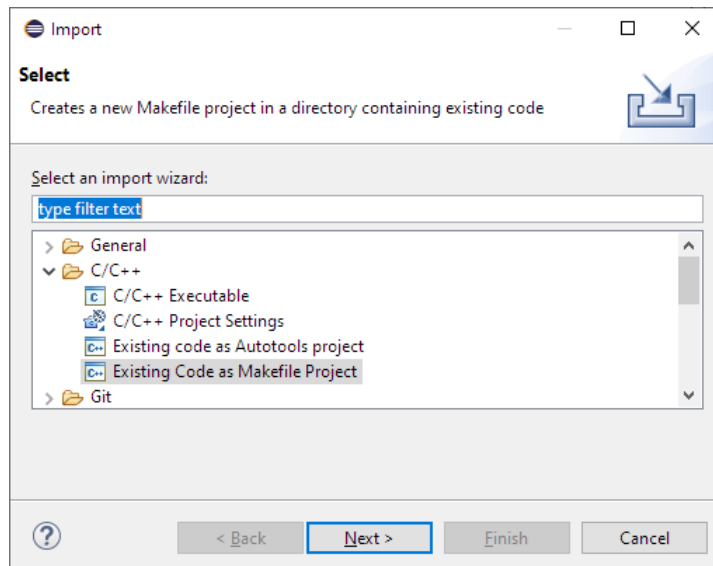 Import
Select
Creates a new Makefile project in a directory containing existing code
Select an import wizard:
type filter text
General
C/C++
C/C++ Executable
C/C++ Project Settings
Existing code as Autotools project
Existing Code as Makefile Project
Git
? < Back Next > Finish Cancel